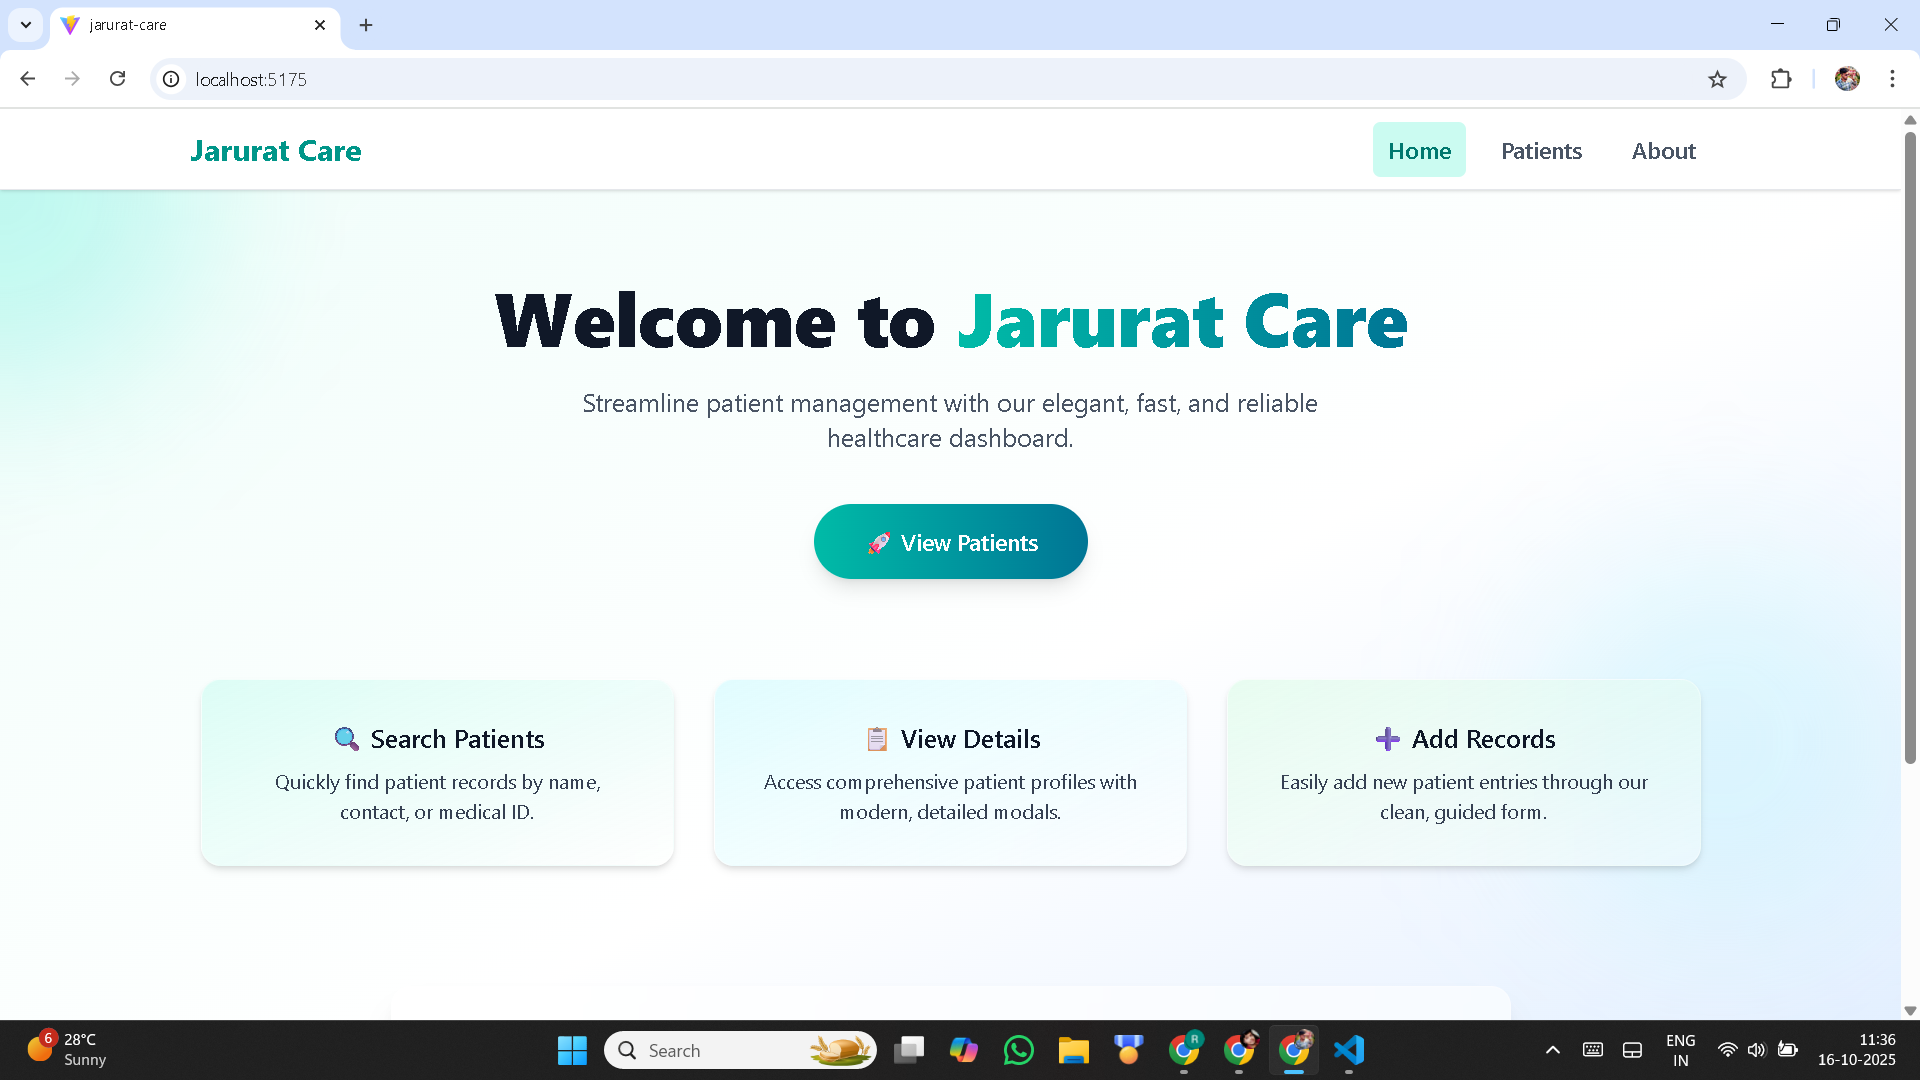 jarurat-care
localhost:5175
Jarurat Care
Home
Patients
About
Welcome to Jarurat Care
Streamline patient management with our elegant, fast, and reliable
healthcare dashboard.
🚀 View Patients
🔍 Search Patients
Quickly find patient records by name,
contact, or medical ID.
📋 View Details
Access comprehensive patient profiles with
modern, detailed modals.
➕ Add Records
Easily add new patient entries through our
clean, guided form.
6
28°C
Sunny
Search
R
ENG
IN
11:36
16-10-2025